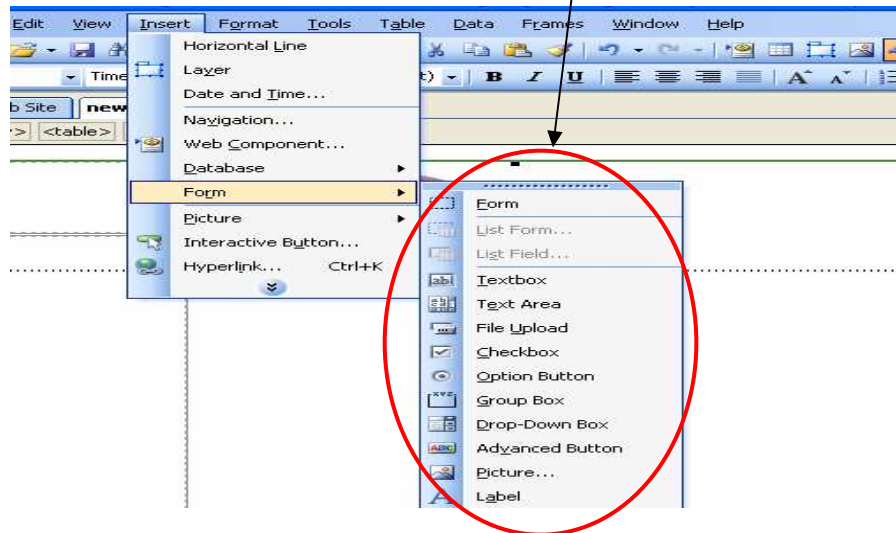 Edit View Insert Format Tools Table Data Frames Window Help
Time t) B I U A A
b Site new
> <table>
Horizontal Line
Layer
Date and Time...
Navigation...
Web Component...
Database
Form
Picture
Interactive Button...
Hyperlink... Ctrl+K
Form
List Form...
List Field...
Textbox
Text Area
File Upload
Checkbox
Option Button
Group Box
Drop-Down Box
Advanced Button
Picture...
Label